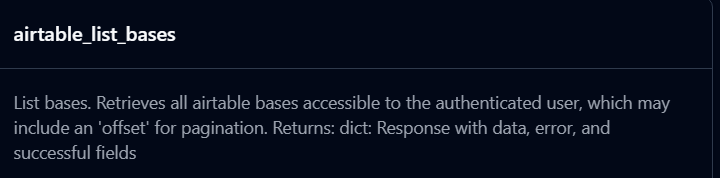 airtable_list_bases
List bases. Retrieves all airtable bases accessible to the authenticated user, which may
include an 'offset' for pagination. Returns: dict: Response with data, error, and
successful fields